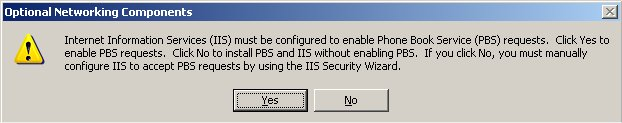 Optional Networking Components
Internet Information Services (IIS) must be configured to enable Phone Book Service (PBS) requests.  Click Yes to
enable PBS requests.  Click No to install PBS and IIS without enabling PBS.  If you click No, you must manually
configure IIS to accept PBS requests by using the IIS Security Wizard.
Yes No